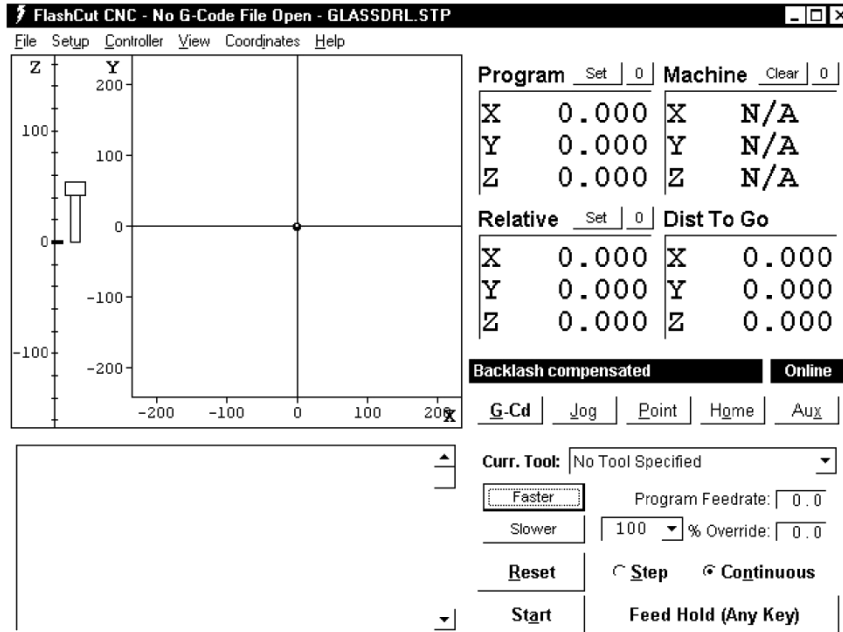 FlashCut CNC - No G-Code File Open - GLASSDRL.STP
File Setup Controller View Coordinates Help
Z Y
200
100
100
0
0
-100
-100
-200
-200 -100 0 100 200 X
Program Set 0 Machine Clear 0
X 0.000 X N/A
Y 0.000 Y N/A
Z 0.000 Z N/A
Relative Set 0 Dist To Go
X 0.000 X 0.000
Y 0.000 Y 0.000
Z 0.000 Z 0.000
Backlash compensated Online
G-Cd Jog Point Home Aux
Curr. Tool: No Tool Specified
Faster Program Feedrate: 0.0
Slower 100 % Override: 0.0
Reset Step Continuous
Start Feed Hold (Any Key)